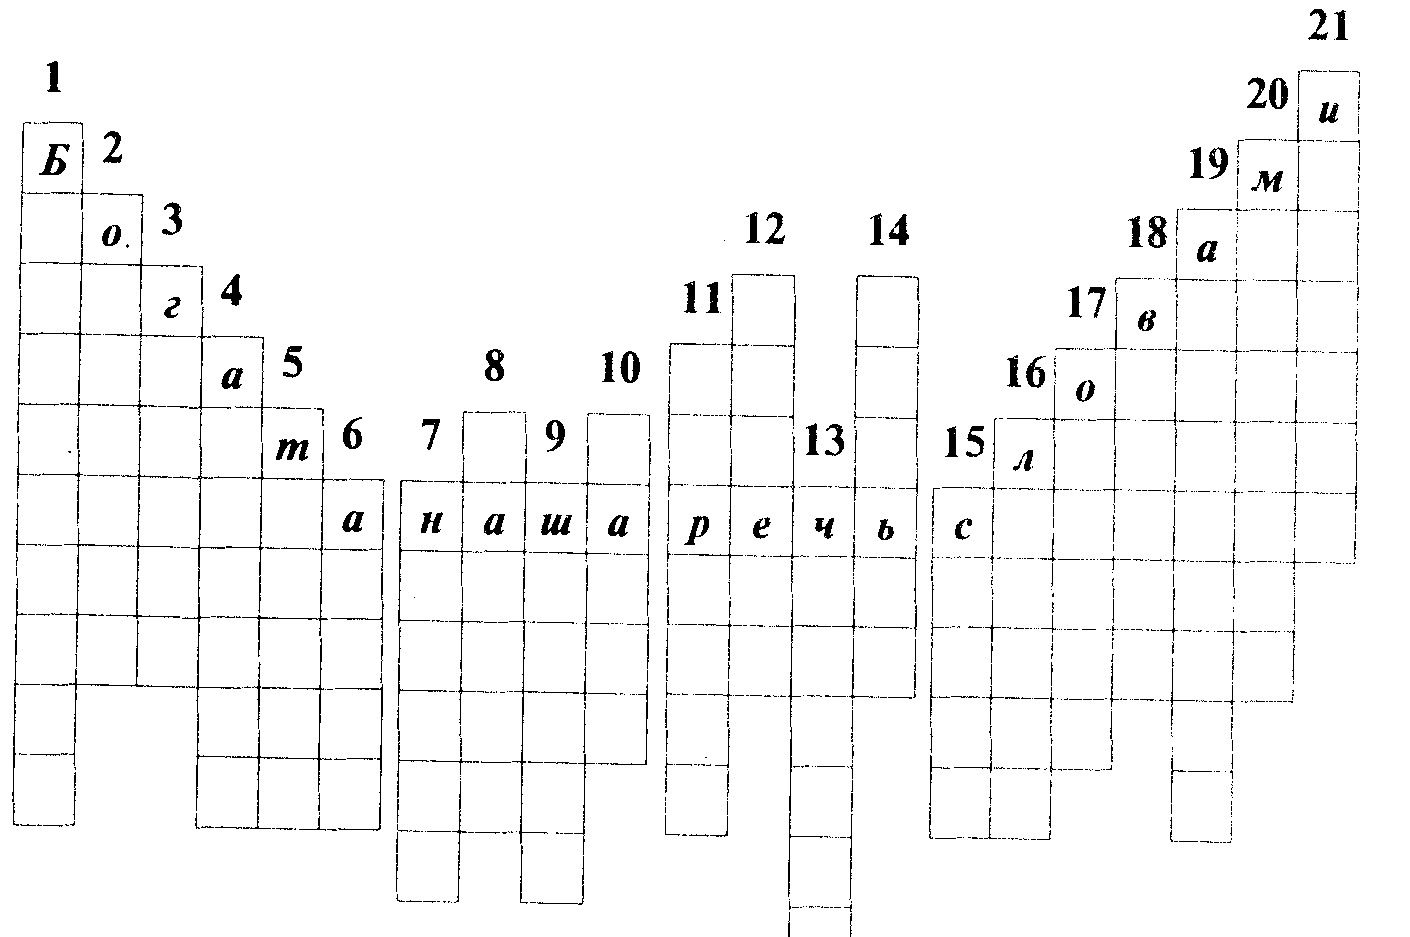 21
20 и
1 19 м
Б 2 18 а
о. 3 12 14 17 в
г 4 11 16 о
а 5 8 10 15 л
т 6 7 9 13
а н а ш а р е ч ь с